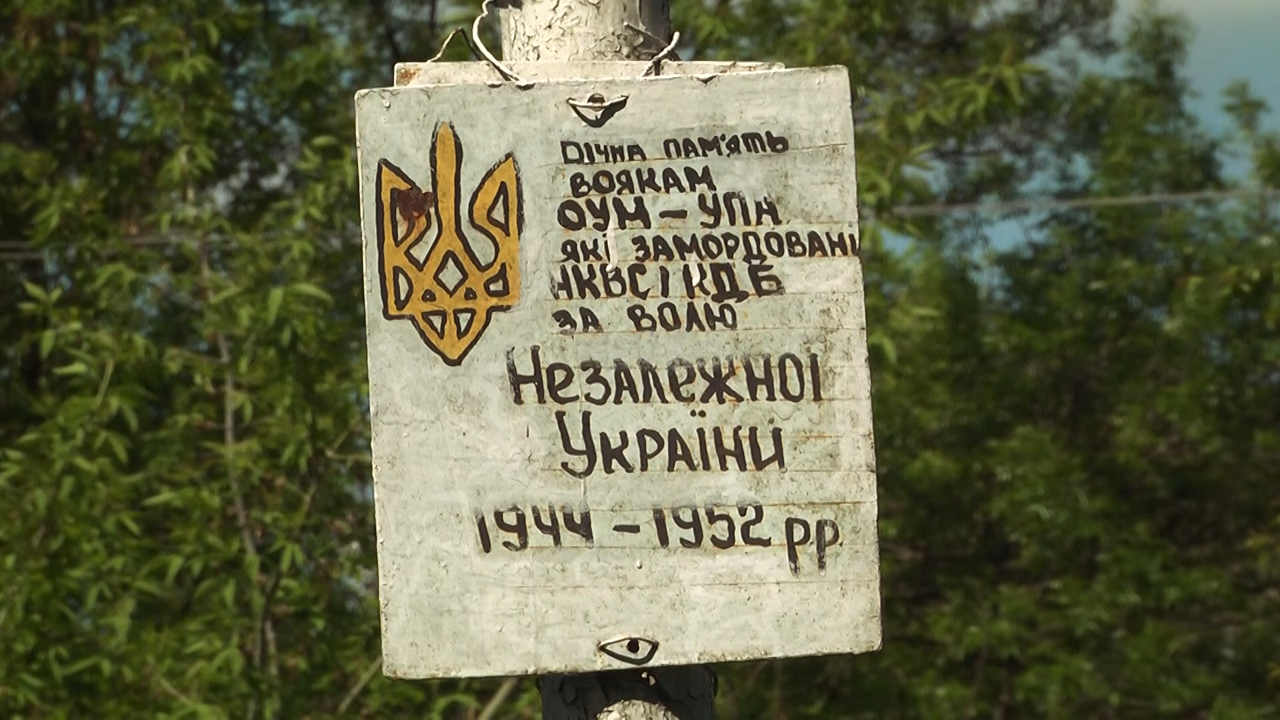 Вічна пам'ять
воякам
ОУН – УПА
які замордовані
НКВС і КДБ
за волю
Незалежної
України
1944 – 1952 рр